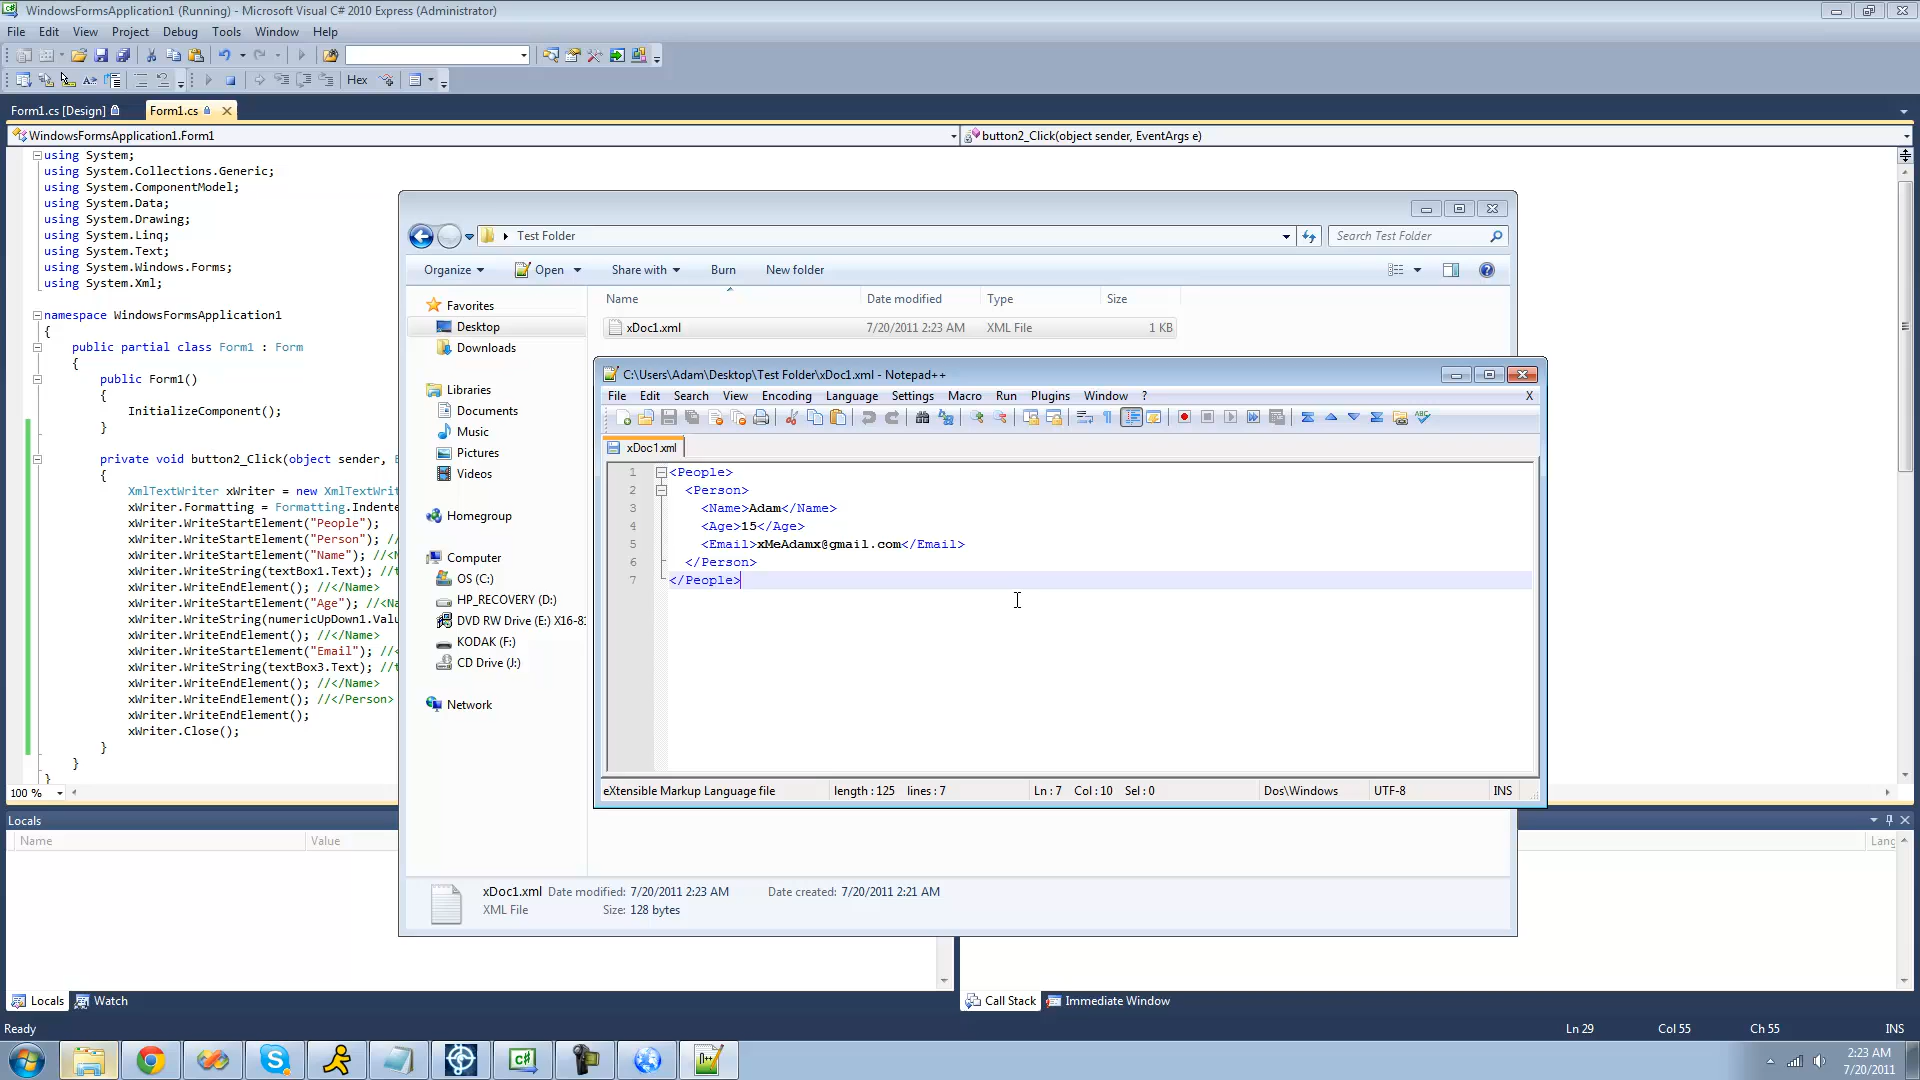 WindowsFormsApplication1 (Running) - Microsoft Visual C# 2010 Express (Administrator)
File Edit View Project Debug Tools Window Help
Hex
Form1.cs [Design]
Form1.cs
WindowsFormsApplication1.Form1
button2_Click(object sender, EventArgs e)
using System;
using System.Collections.Generic;
using System.ComponentModel;
using System.Data;
using System.Drawing;
using System.Linq;
using System.Text;
using System.Windows.Forms;
using System.Xml;
namespace WindowsFormsApplication1
{
public partial class Form1 : Form
{
public Form1()
{
InitializeComponent();
}
private void button2_Click(object sender,
{
XmlTextWriter xWriter = new XmlTextWrit
xWriter.Formatting = Formatting.Indente
xWriter.WriteStartElement("People");
xWriter.WriteStartElement("Person"); //
xWriter.WriteStartElement("Name"); //<N
xWriter.WriteString(textBox1.Text); //t
xWriter.WriteEndElement(); //</Name>
xWriter.WriteStartElement("Age"); //<Na
xWriter.WriteString(numericUpDown1.Valu
xWriter.WriteEndElement(); //</Name>
xWriter.WriteStartElement("Email"); //<
xWriter.WriteString(textBox3.Text); //t
xWriter.WriteEndElement(); //</Name>
xWriter.WriteEndElement(); //</Person>
xWriter.WriteEndElement();
xWriter.Close();
}
}
}
100 %
Test Folder
Search Test Folder
Organize Open Share with Burn New folder
Favorites
Desktop
Downloads
Libraries
Documents
Music
Pictures
Videos
Homegroup
Computer
OS (C:)
HP_RECOVERY (D:)
DVD RW Drive (E:) X16-81
KODAK (F:)
CD Drive (J:)
Network
Name Date modified Type Size
xDoc1.xml 7/20/2011 2:23 AM XML File 1 KB
C:\Users\Adam\Desktop\Test Folder\xDoc1.xml - Notepad++
File Edit Search View Encoding Language Settings Macro Run Plugins Window ? X
xDoc1.xml
1 <People>
2 <Person>
3 <Name>Adam</Name>
4 <Age>15</Age>
5 <Email>xMeAdamx@gmail.com</Email>
6 </Person>
7 </People>
eXtensible Markup Language file length : 125 lines : 7 Ln : 7 Col : 10 Sel : 0 Dos\Windows UTF-8 INS
xDoc1.xml Date modified: 7/20/2011 2:23 AM Date created: 7/20/2011 2:21 AM
XML File Size: 128 bytes
Locals
Name Value
Lang
Locals Watch
Call Stack Immediate Window
Ready Ln 29 Col 55 Ch 55 INS
2:23 AM
7/20/2011